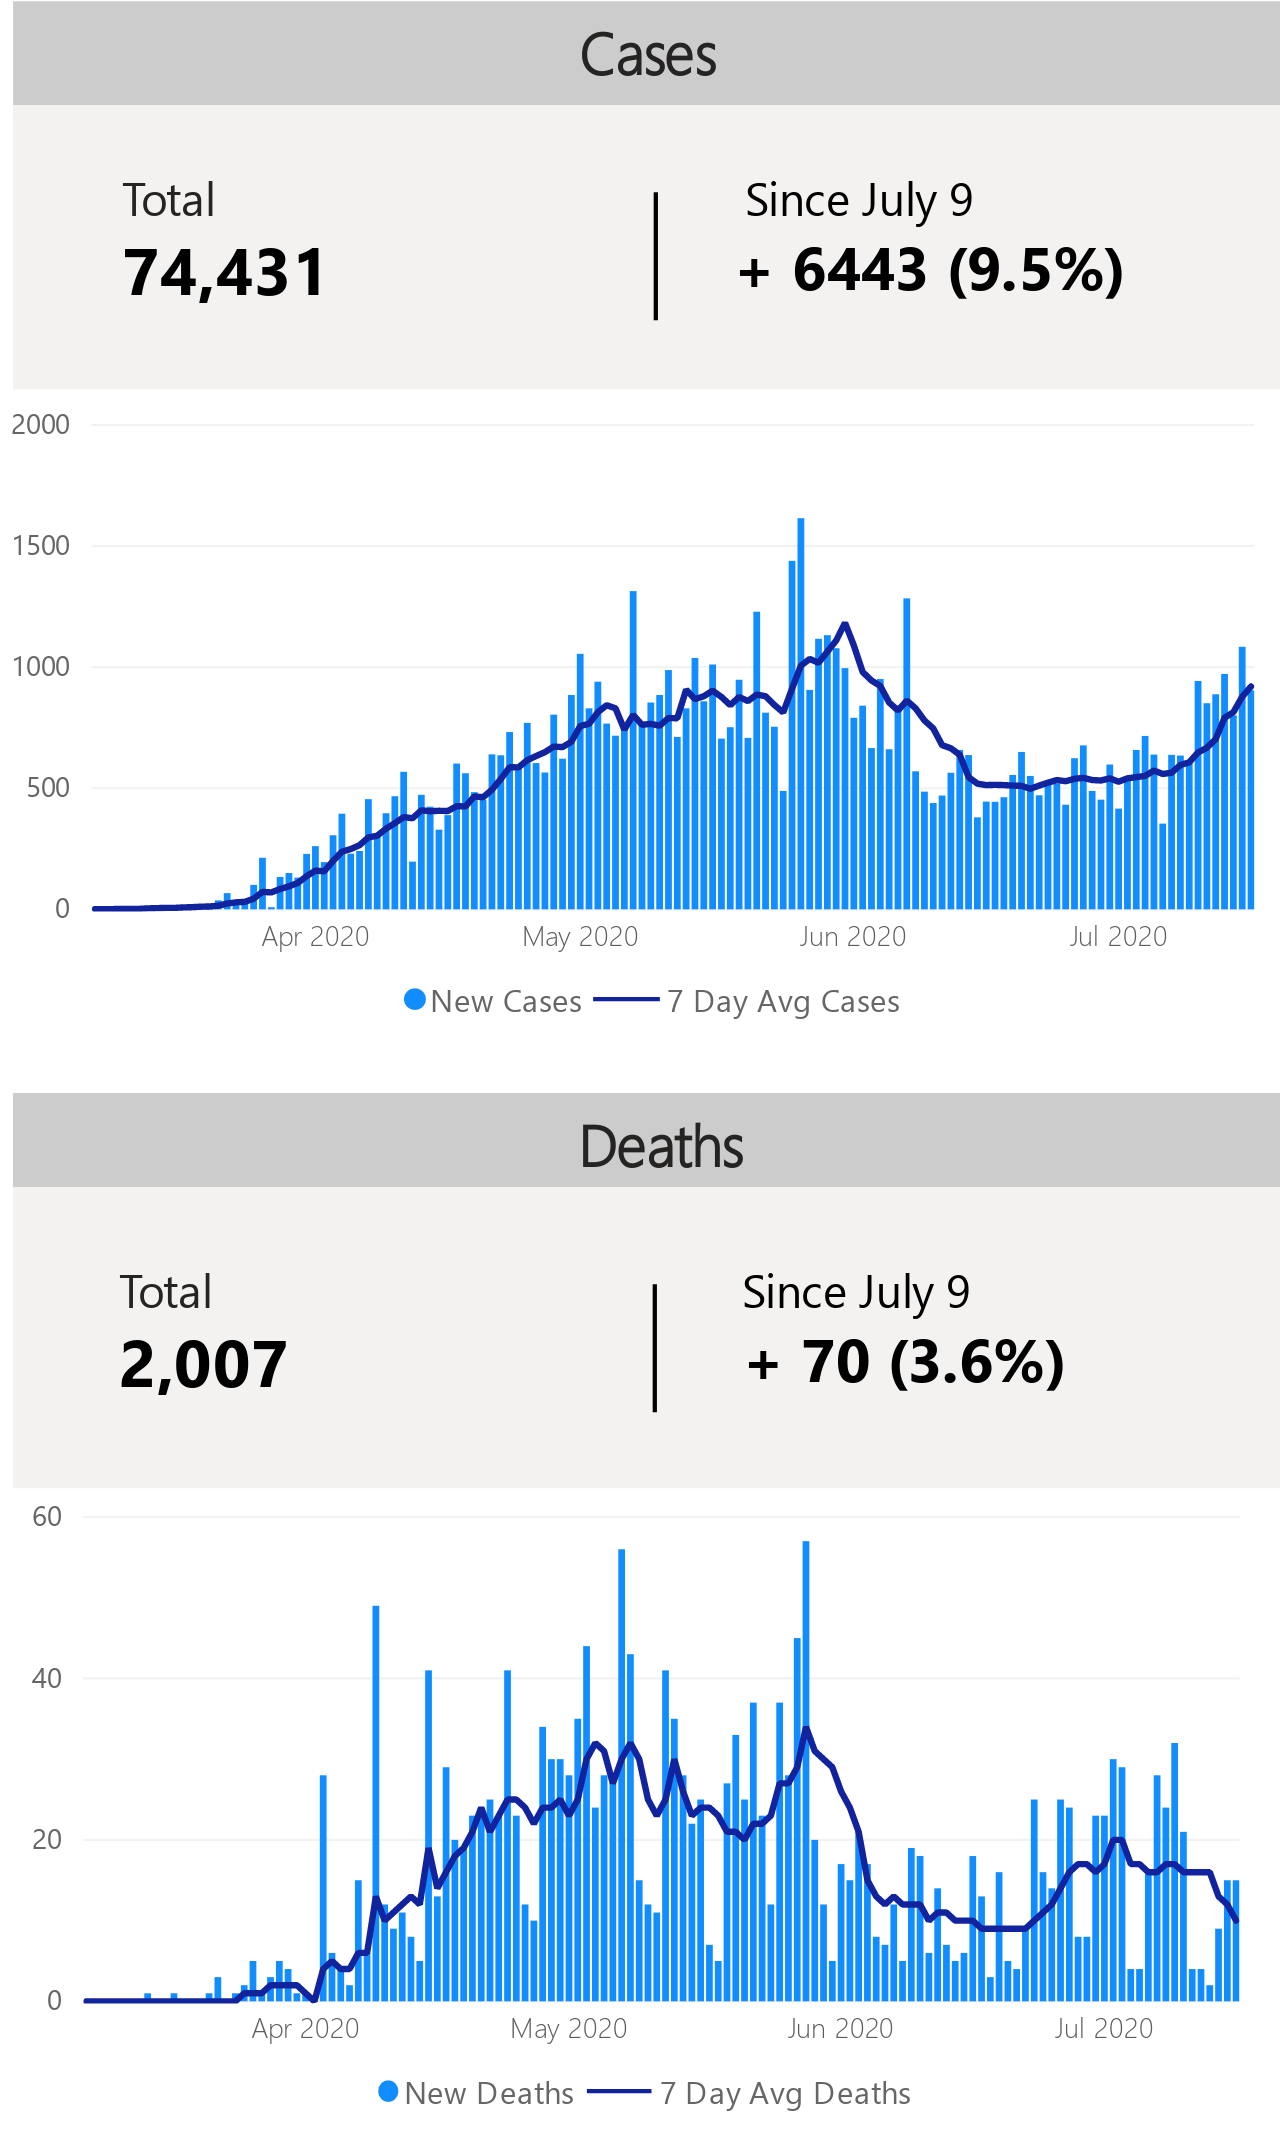 Cases
Total
Since July 9
74,431
+ 6443 (9.5%)
2000
1500
1000
500
0
Apr 2020
May 2020
Jun 2020
Jul 2020
New Cases
7 Day Avg Cases
Deaths
Total
Since July 9
2,007
+ 70 (3.6%)
60
40
20
0
Apr 2020
May 2020
Jun 2020
Jul 2020
New Deaths
7 Day Avg Deaths